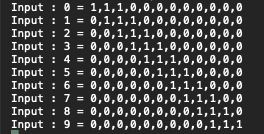 Input : 0 = 1,1,1,0,0,0,0,0,0,0,0,0
Input : 1 = 0,1,1,1,0,0,0,0,0,0,0,0
Input : 2 = 0,0,1,1,1,0,0,0,0,0,0,0
Input : 3 = 0,0,0,1,1,1,0,0,0,0,0,0
Input : 4 = 0,0,0,0,1,1,1,0,0,0,0,0
Input : 5 = 0,0,0,0,0,1,1,1,0,0,0,0
Input : 6 = 0,0,0,0,0,0,1,1,1,0,0,0
Input : 7 = 0,0,0,0,0,0,0,1,1,1,0,0
Input : 8 = 0,0,0,0,0,0,0,0,1,1,1,0
Input : 9 = 0,0,0,0,0,0,0,0,0,1,1,1